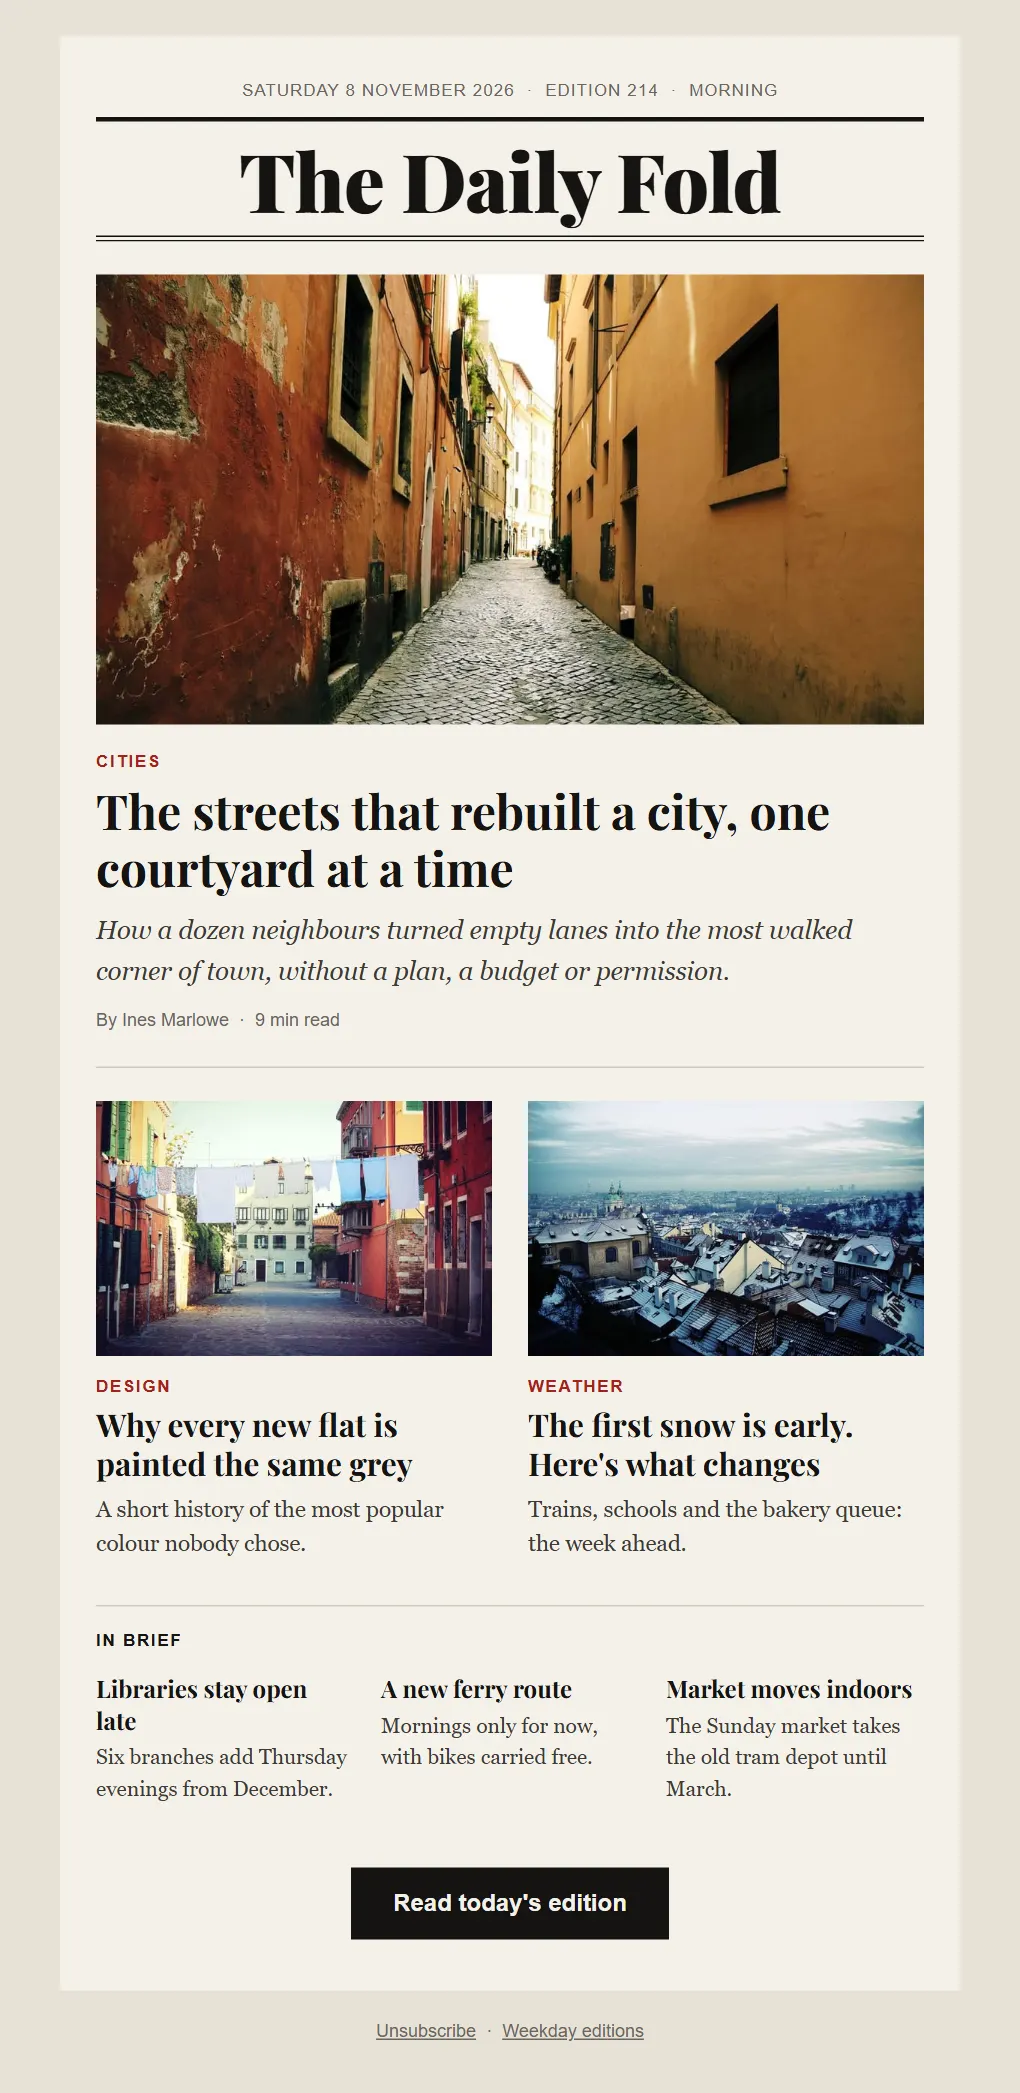 SATURDAY 8 NOVEMBER 2026 · EDITION 214 · MORNING
The Daily Fold
CITIES
The streets that rebuilt a city, one
courtyard at a time
How a dozen neighbours turned empty lanes into the most walked
corner of town, without a plan, a budget or permission.
By Ines Marlowe · 9 min read
DESIGN
Why every new flat is
painted the same grey
A short history of the most popular
colour nobody chose.
WEATHER
The first snow is early.
Here's what changes
Trains, schools and the bakery queue:
the week ahead.
IN BRIEF
Libraries stay open
late
Six branches add Thursday
evenings from December.
A new ferry route
Mornings only for now,
with bikes carried free.
Market moves indoors
The Sunday market takes
the old tram depot until
March.
Read today's edition
Unsubscribe · Weekday editions